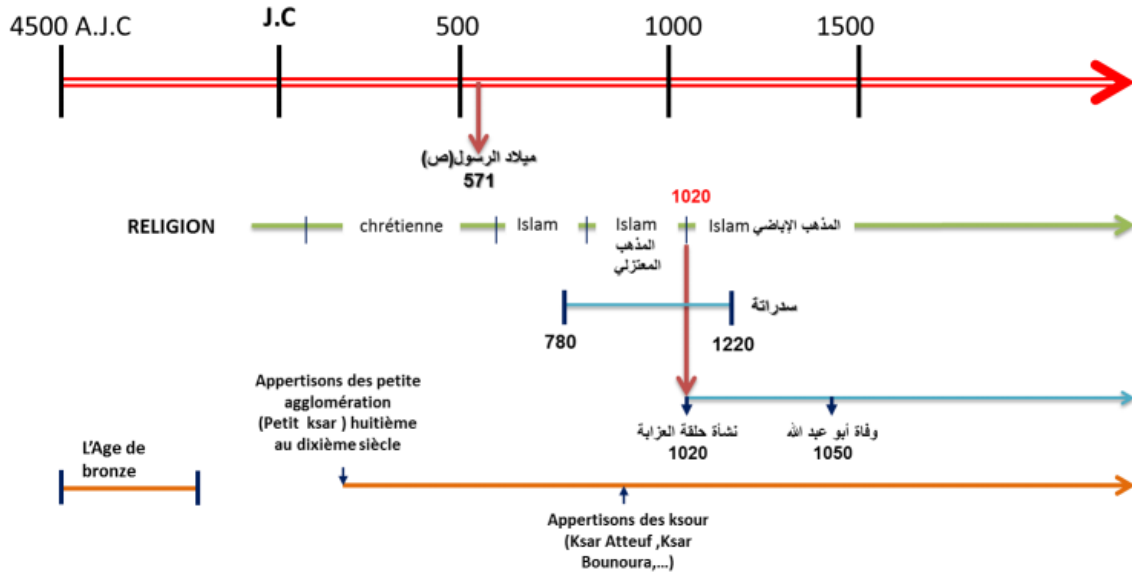 4500 A.J.C
J.C
500
1000
1500
ميلاد الرسول(ص)
571
1020
RELIGION
chrétienne
Islam
Islam
المذهب
المعتزلي
Islam المذهب الإباضي
سدراتة
780
1220
Appertisons des petite
agglomération
(Petit ksar ) huitième
au dixième siècle
نشأة حلقة العزابة
1020
وفاة أبو عبد الله
1050
L'Age de
bronze
Appertisons des ksour
(Ksar Atteuf ,Ksar
Bounoura,...)